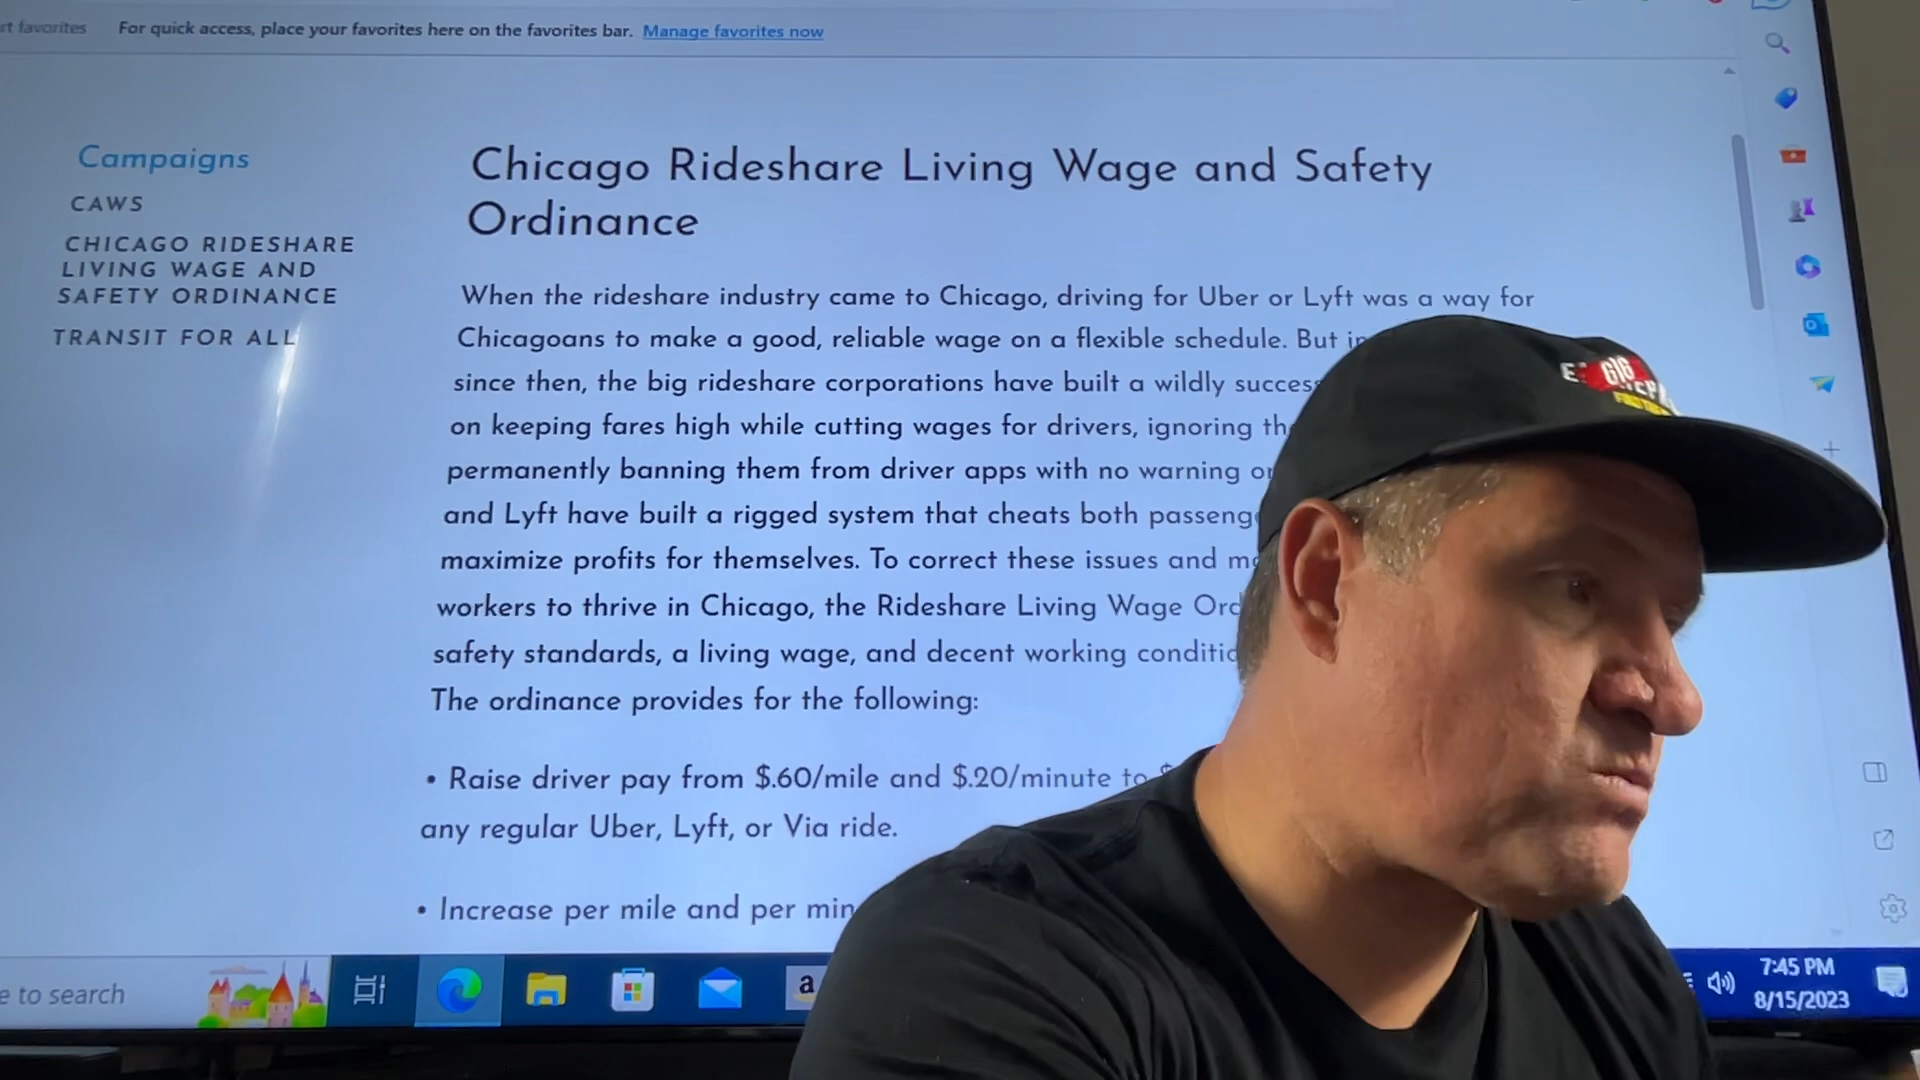 rt favorites For quick access, place your favorites here on the favorites bar. Manage favorites now
Campaigns
CAWS
CHICAGO RIDESHARE
LIVING WAGE AND
SAFETY ORDINANCE
TRANSIT FOR ALL
Chicago Rideshare Living Wage and Safety
Ordinance
When the rideshare industry came to Chicago, driving for Uber or Lyft was a way for
Chicagoans to make a good, reliable wage on a flexible schedule. But
since then, the big rideshare corporations have built a wildly
on keeping fares high while cutting wages for drivers, ignoring
permanently banning them from driver apps with no warning
and Lyft have built a rigged system that cheats both
maximize profits for themselves. To correct these issues and
workers to thrive in Chicago, the Rideshare Living Wage
safety standards, a living wage, and decent working
The ordinance provides for the following:
• Raise driver pay from $.60/mile and $.20/minute to
any regular Uber, Lyft, or Via ride.
• Increase per mile and per
e to search
a
7:45 PM
8/15/2023
GIG